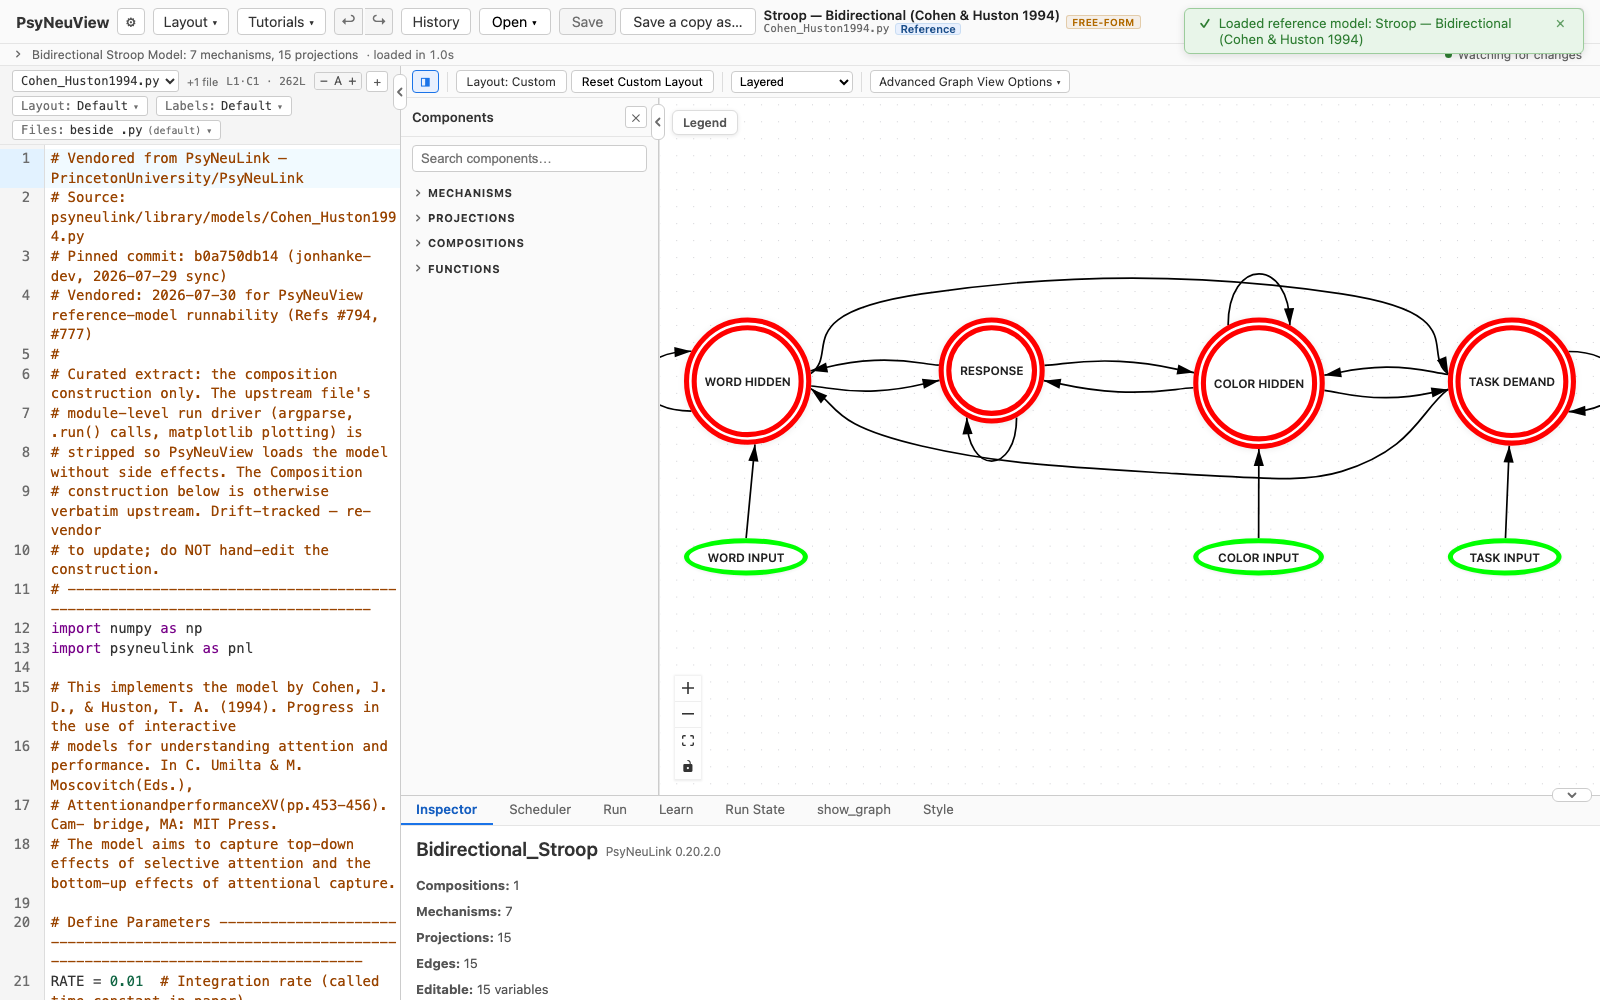 PsyNeuView
Layout ▾
Tutorials ▾
History
Open ▾
Save
Save a copy as...
Stroop — Bidirectional (Cohen & Huston 1994)
Cohen_Huston1994.py
Reference
FREE-FORM
✓ Loaded reference model: Stroop — Bidirectional
(Cohen & Huston 1994)
Bidirectional Stroop Model: 7 mechanisms, 15 projections · loaded in 1.0s
Watching for changes
Cohen_Huston1994.py
+1 file
L1:C1 · 262L
− A +
+
Layout: Default ▾
Labels: Default ▾
Files: beside .py (default) ▾
Layout: Custom
Reset Custom Layout
Layered
Advanced Graph View Options ▾
1 # Vendored from PsyNeuLink —
PrincetonUniversity/PsyNeuLink
2 # Source:
psyneulink/library/models/Cohen_Huston199
4.py
3 # Pinned commit: b0a750db14 (jonhanke-
dev, 2026-07-29 sync)
4 # Vendored: 2026-07-30 for PsyNeuView
reference-model runnability (Refs #794,
#777)
5 #
6 # Curated extract: the composition
construction only. The upstream file's
7 # module-level run driver (argparse,
.run() calls, matplotlib plotting) is
8 # stripped so PsyNeuView loads the model
without side effects. The Composition
9 # construction below is otherwise
verbatim upstream. Drift-tracked — re-
vendor
10 # to update; do NOT hand-edit the
construction.
11 # ---------------------------------------
--------------------------------------
12 import numpy as np
13 import psyneulink as pnl
14
15 # This implements the model by Cohen, J.
D., & Huston, T. A. (1994). Progress in
the use of interactive
16 # models for understanding attention and
performance. In C. Umilta & M.
Moscovitch(Eds.),
17 # AttentionandperformanceXV(pp.453-456).
Cam- bridge, MA: MIT Press.
18 # The model aims to capture top-down
effects of selective attention and the
bottom-up effects of attentional capture.
19
20 # Define Parameters ---------------------
-----------------------------------------
-------------------------------------
21 RATE = 0.01  # Integration rate (called
time constant in paper)
Components
Search components...
MECHANISMS
PROJECTIONS
COMPOSITIONS
FUNCTIONS
Legend
WORD HIDDEN
RESPONSE
COLOR HIDDEN
TASK DEMAND
WORD INPUT
COLOR INPUT
TASK INPUT
Inspector
Scheduler
Run
Learn
Run State
show_graph
Style
Bidirectional_Stroop PsyNeuLink 0.20.2.0
Compositions: 1
Mechanisms: 7
Projections: 15
Edges: 15
Editable: 15 variables